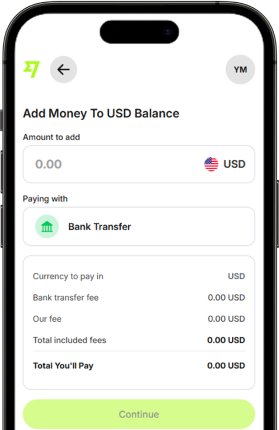 YM
Add Money To USD Balance
Amount to add
0.00 USD
Paying with
Bank Transfer
Currency to pay in USD
Bank transfer fee 0.00 USD
Our fee 0.00 USD
Total included fees 0.00 USD
Total You'll Pay 0.00 USD
Continue